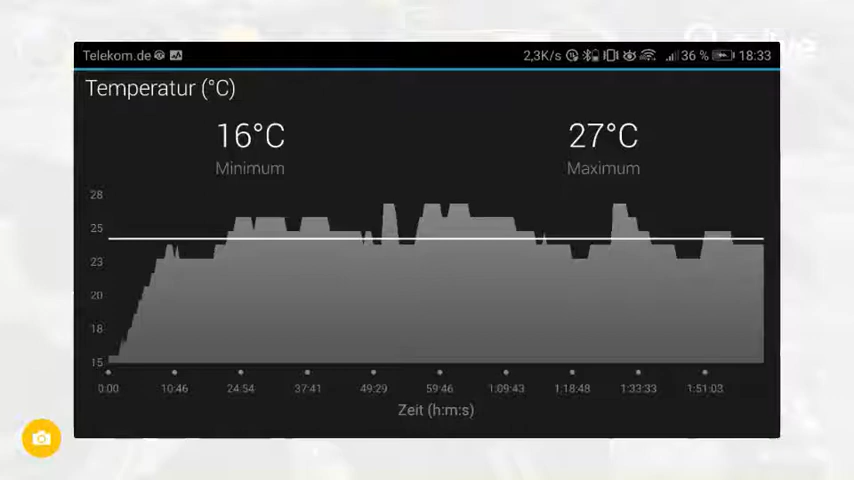 Telekom.de 2,3K/s 36 % 18:33
Temperatur (°C)
16°C 27°C
Minimum Maximum
28
25
23
20
18
15
0:00 10:46 24:54 37:41 49:29 59:46 1:09:43 1:18:48 1:33:33 1:51:03
Zeit (h:m:s)